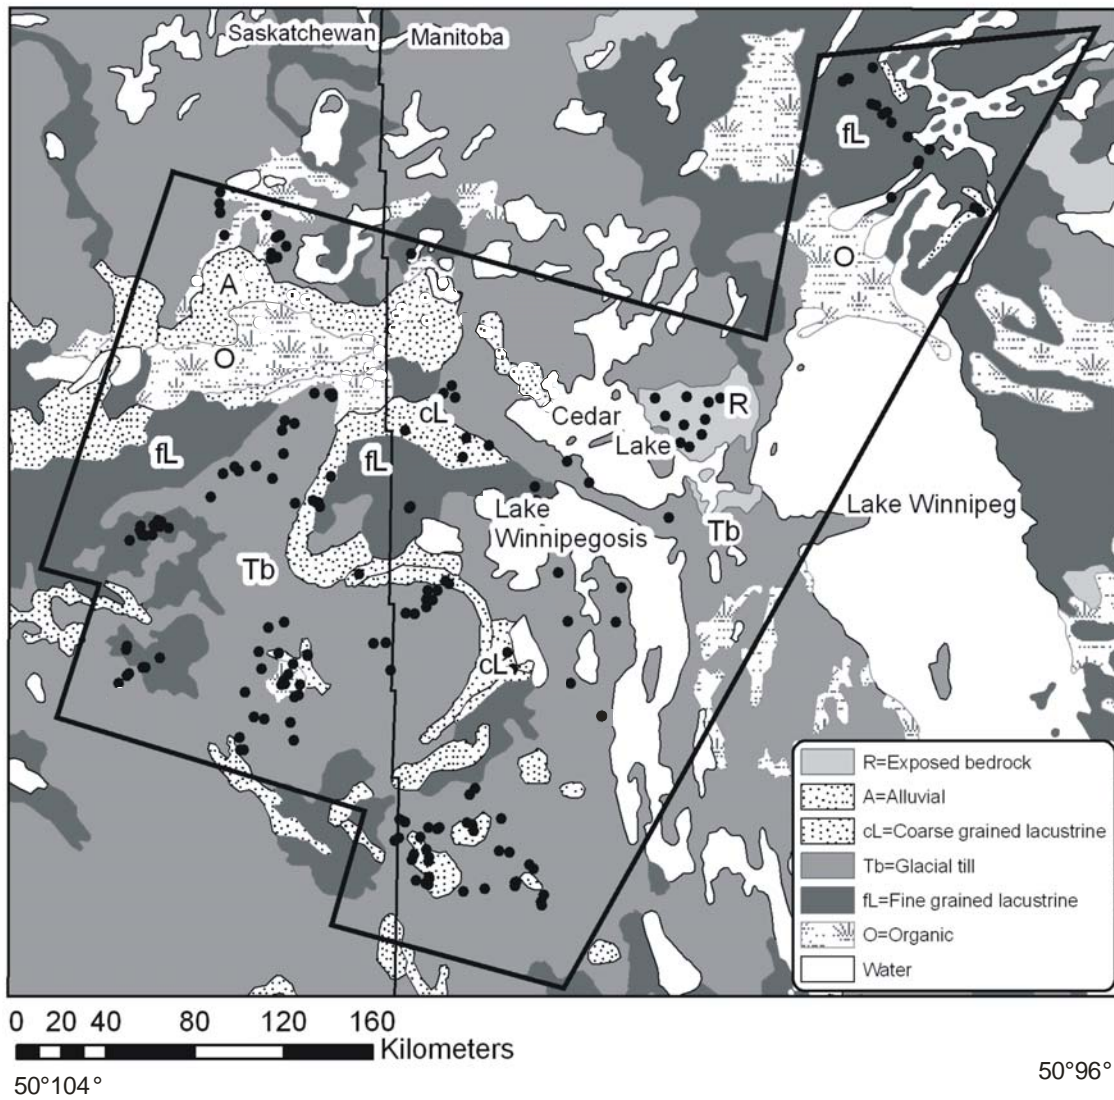 Saskatchewan Manitoba
fL
O
A
O
cL
R
Cedar
Lake
fL
fL
Lake
Winnipegosis
Lake Winnipeg
Tb
Tb
cL
R=Exposed bedrock
A=Alluvial
cL=Coarse grained lacustrine
Tb=Glacial till
fL=Fine grained lacustrine
O=Organic
Water
0 20 40 80 120 160
Kilometers
50°104° 50°96°